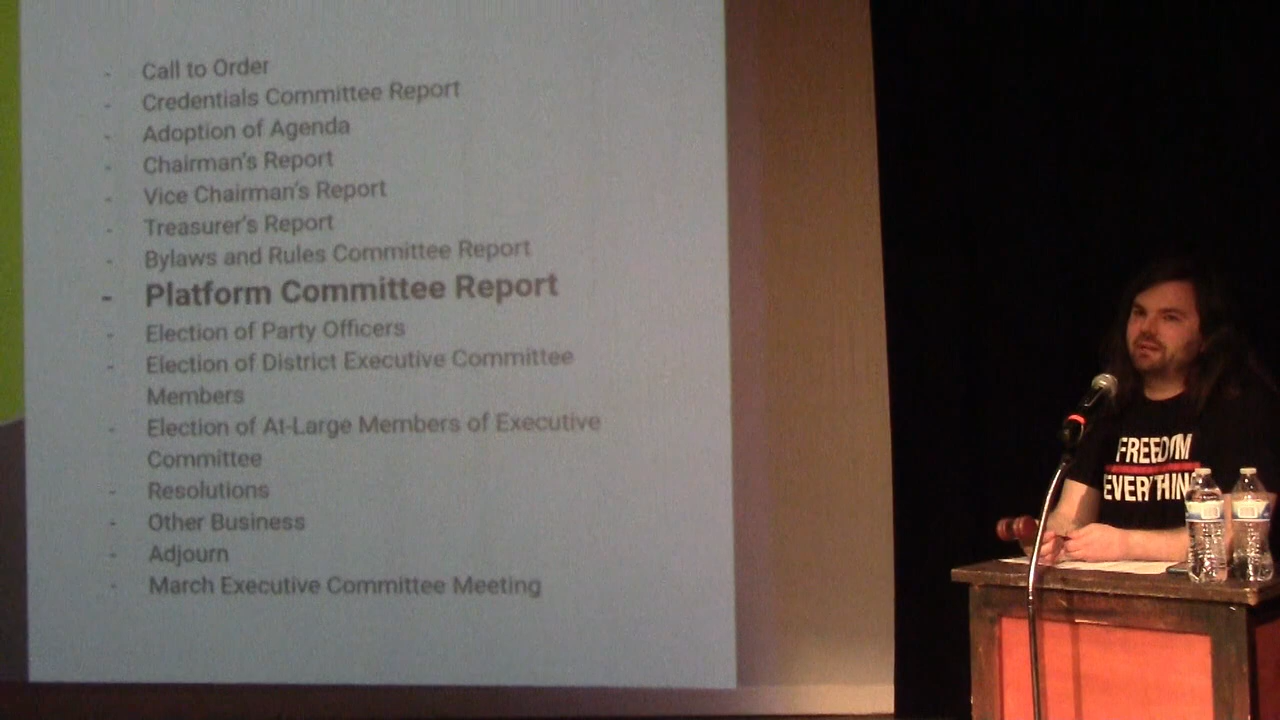 - Call to Order
- Credentials Committee Report
- Adoption of Agenda
- Chairman's Report
- Vice Chairman's Report
- Treasurer's Report
- Bylaws and Rules Committee Report
- Platform Committee Report
- Election of Party Officers
- Election of District Executive Committee
Members
- Election of At-Large Members of Executive
Committee
- Resolutions
- Other Business
- Adjourn
- March Executive Committee Meeting
FREEDOM
EVERYTHING